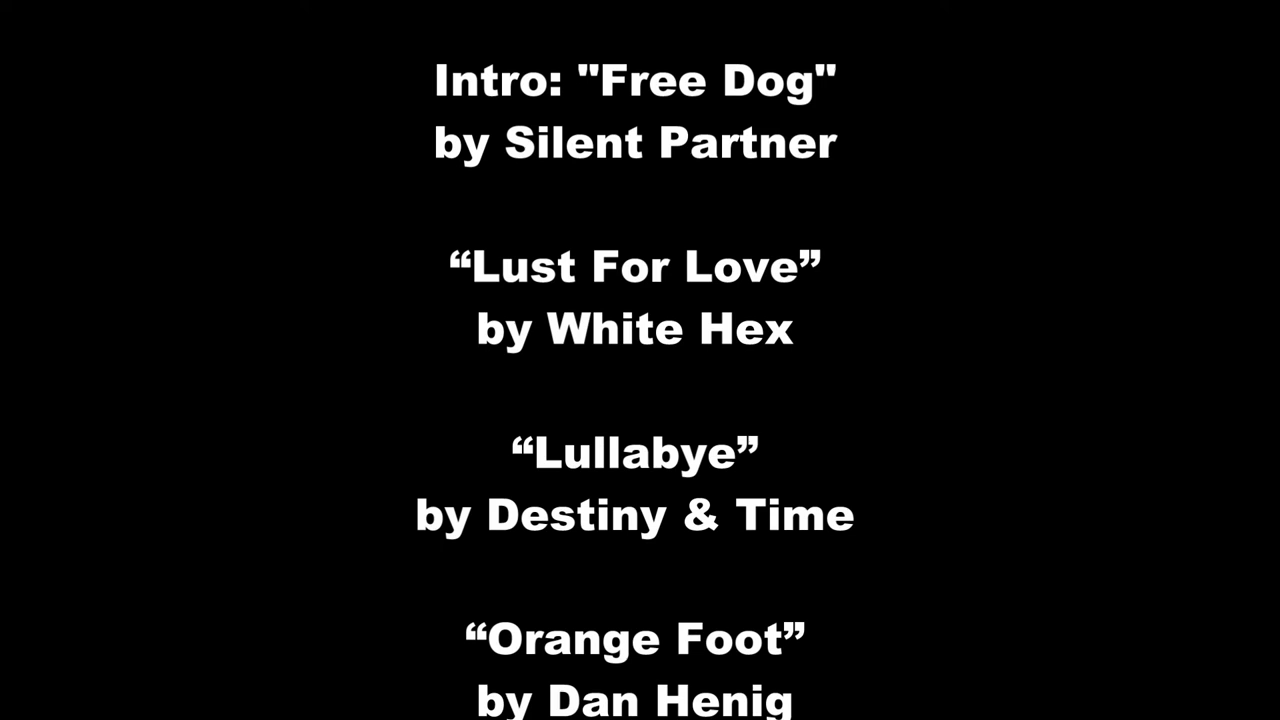 Intro: "Free Dog"
by Silent Partner
“Lust For Love”
by White Hex
“Lullabye”
by Destiny & Time
“Orange Foot”
by Dan Henig